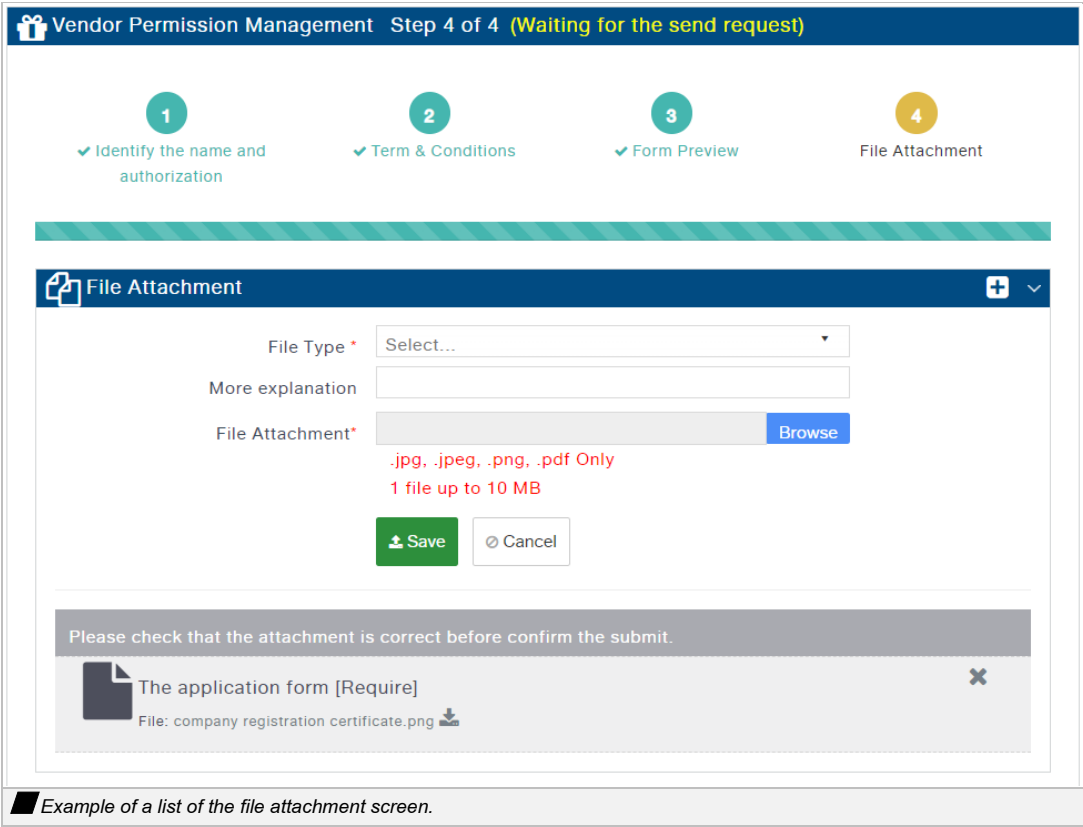 Vendor Permission Management Step 4 of 4 (Waiting for the send request)
1
2
3
4
Identify the name and
authorization
Term & Conditions
Form Preview
File Attachment
File Attachment
File Type *
Select...
More explanation
File Attachment*
Browse
.jpg, .jpeg, .png, .pdf Only
1 file up to 10 MB
Save
Cancel
Please check that the attachment is correct before confirm the submit.
The application form [Require]
File: company registration certificate.png
Example of a list of the file attachment screen.